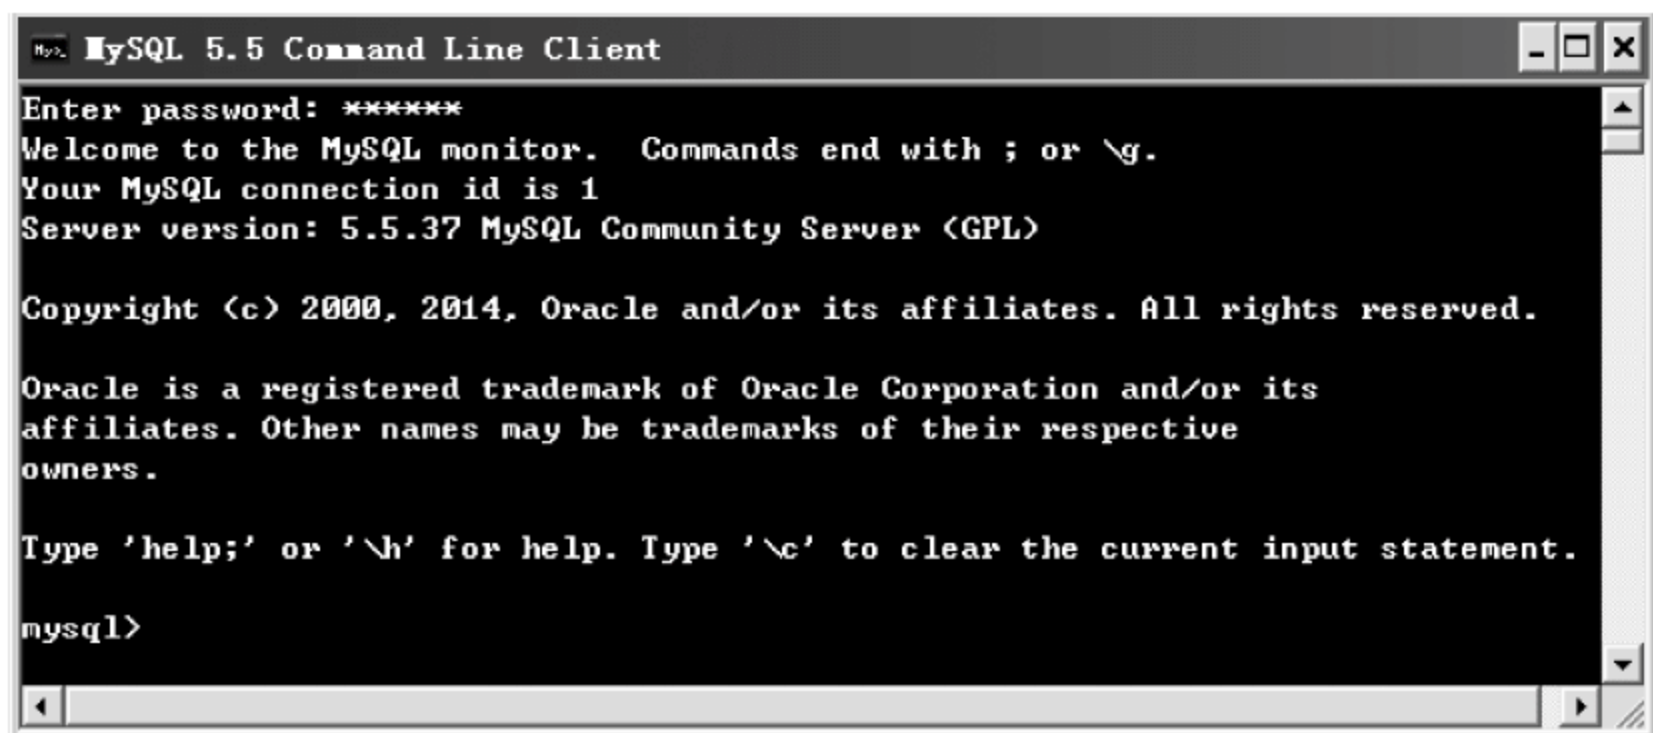 MySQL 5.5 Command Line Client
Enter password: ******
Welcome to the MySQL monitor.  Commands end with ; or \g.
Your MySQL connection id is 1
Server version: 5.5.37 MySQL Community Server (GPL)
Copyright (c) 2000, 2014, Oracle and/or its affiliates. All rights reserved.
Oracle is a registered trademark of Oracle Corporation and/or its
affiliates. Other names may be trademarks of their respective
owners.
Type 'help;' or '\h' for help. Type '\c' to clear the current input statement.
mysql>